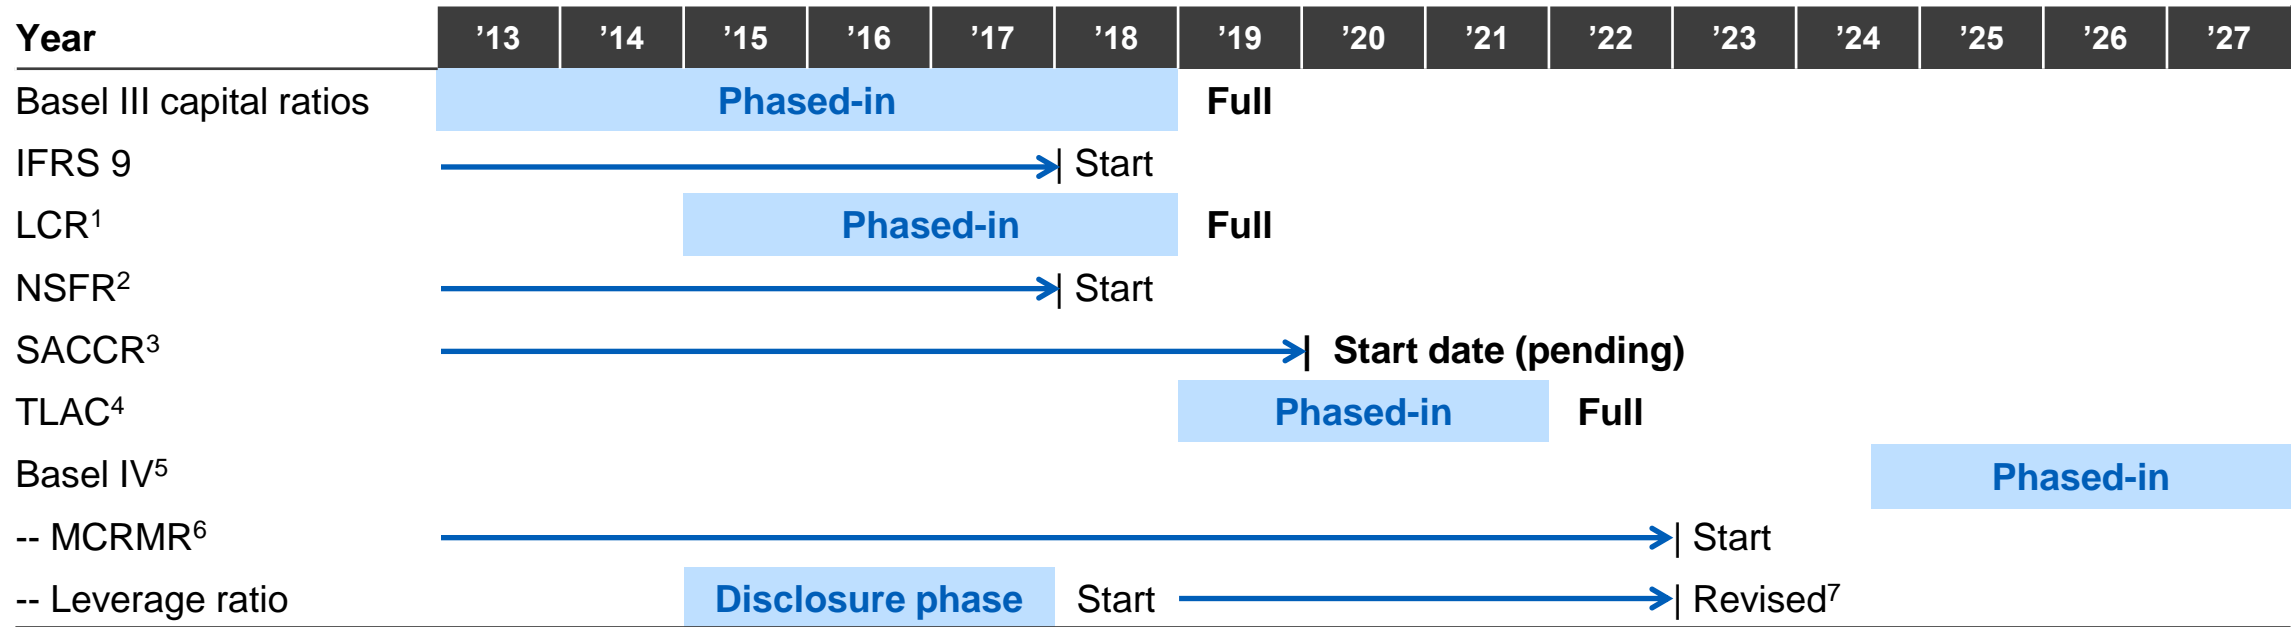 Year ’13 ’14 ’15 ’16 ’17 ’18 ’19 ’20 ’21 ’22 ’23 ’24 ’25 ’26 ’27
Basel III capital ratios Phased-in Full
IFRS 9 | Start
LCR1 Phased-in Full
NSFR2 | Start
SACCR3 | Start date (pending)
TLAC4 Phased-in Full
Basel IV5 Phased-in
-- MCRMR6 | Start
-- Leverage ratio Disclosure phase Start | Revised7